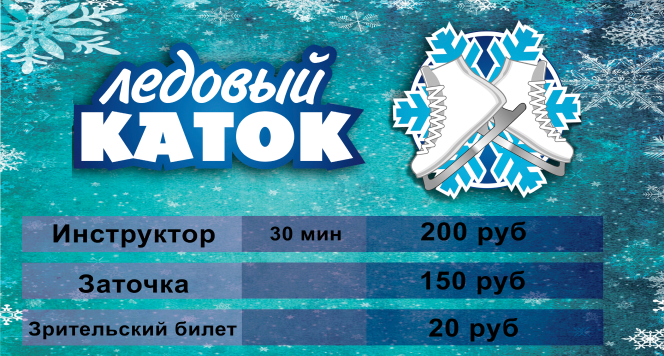 ледовый
КАТОК
Инструктор 30 мин 200 руб
Заточка 150 руб
Зрительский билет 20 руб